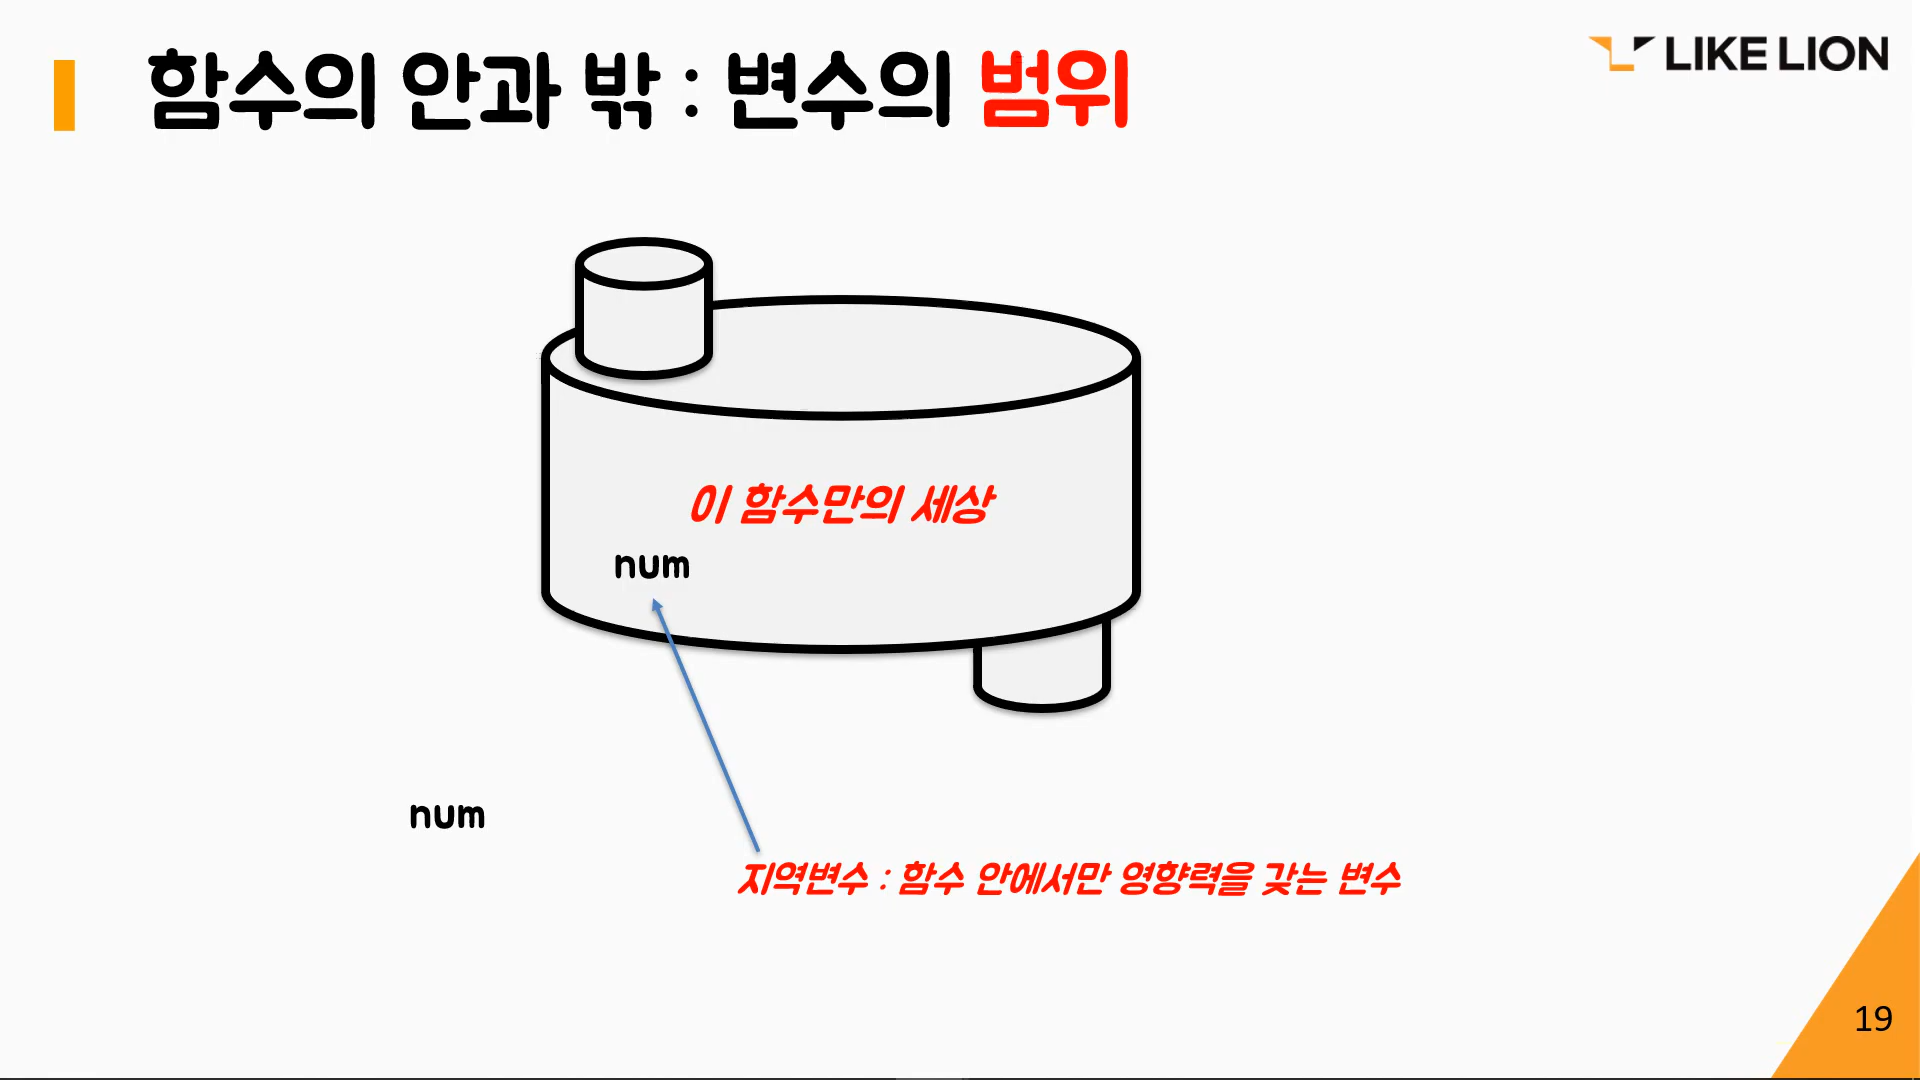 함수의 안과 밖 : 변수의 범위
LIKE LION
이 함수만의 세상
num
num
지역변수 : 함수 안에서만 영향력을 갖는 변수
19